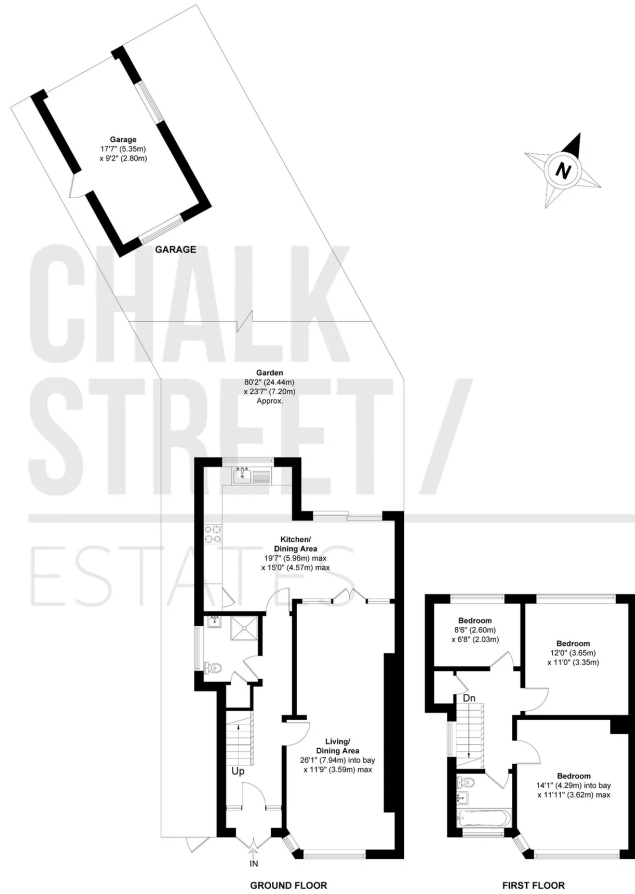 Garage
17'7" (5.35m)
x 9'2" (2.80m)
GARAGE
N
CHALK
STREET /
ESTATES
Garden
80'2" (24.44m)
x 23'7" (7.20m)
Approx.
Kitchen/
Dining Area
19'7" (5.96m) max
x 15'0" (4.57m) max
Living/
Dining Area
26'1" (7.94m) into bay
x 11'9" (3.59m) max
Up
IN
GROUND FLOOR
Bedroom
8'6" (2.60m)
x 6'8" (2.03m)
Bedroom
12'0" (3.65m)
x 11'0" (3.35m)
Dn
Bedroom
14'1" (4.29m) into bay
x 11'11" (3.62m) max
FIRST FLOOR